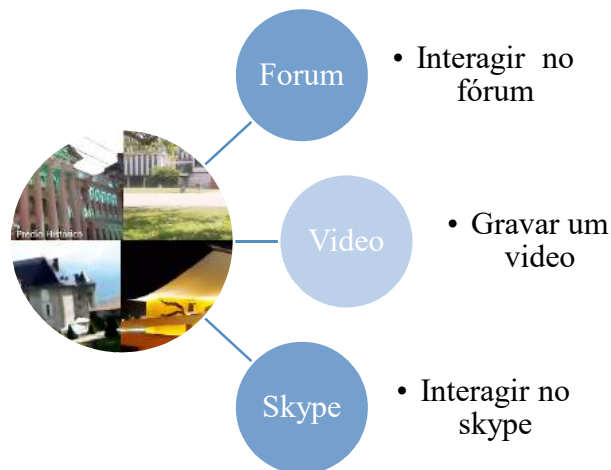 Forum
• Interagir no
fórum
Prédio Histórico
Video
• Gravar um
video
Skype
• Interagir no
skype